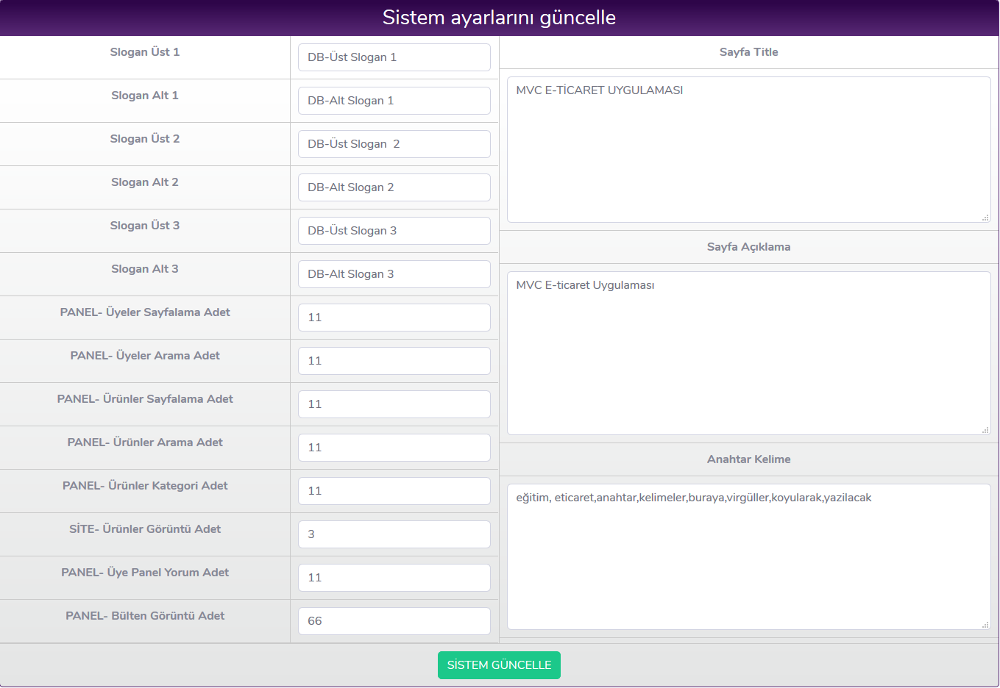 Sistem ayarlarını güncelle
Slogan Üst 1
DB-Üst Slogan 1
Slogan Alt 1
DB-Alt Slogan 1
Slogan Üst 2
DB-Üst Slogan  2
Slogan Alt 2
DB-Alt Slogan 2
Slogan Üst 3
DB-Üst Slogan 3
Slogan Alt 3
DB-Alt Slogan 3
PANEL- Üyeler Sayfalama Adet
11
PANEL- Üyeler Arama Adet
11
PANEL- Ürünler Sayfalama Adet
11
PANEL- Ürünler Arama Adet
11
PANEL- Ürünler Kategori Adet
11
SİTE- Ürünler Görüntü Adet
3
PANEL- Üye Panel Yorum Adet
11
PANEL- Bülten Görüntü Adet
66
Sayfa Title
MVC E-TİCARET UYGULAMASI
Sayfa Açıklama
MVC E-ticaret Uygulaması
Anahtar Kelime
eğitim, eticaret,anahtar,kelimeler,buraya,virgüller,koyularak,yazilacak
SİSTEM GÜNCELLE